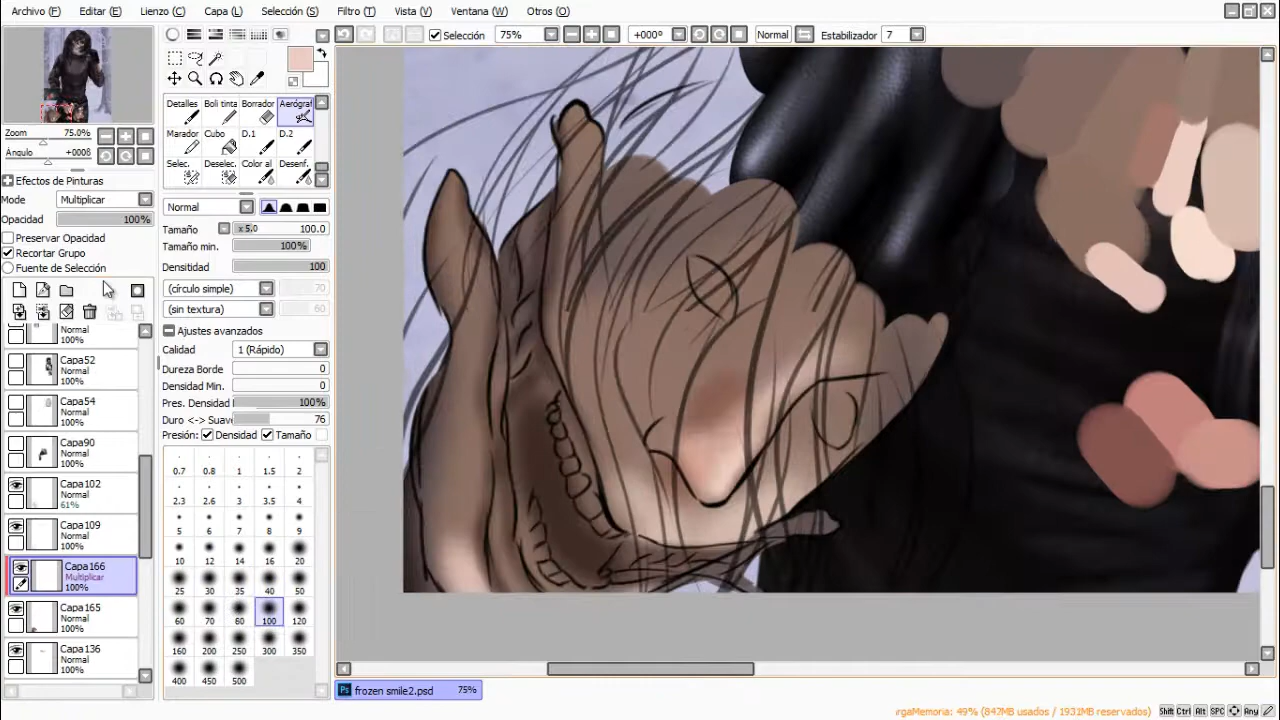 Archivo (F) Editar (E) Lienzo (C) Capa (L) Selección (S) Filtro (T) Vista (V) Ventana (W) Otros (O)
Selección 75% +000º Normal Estabilizador 7
Zoom 75.0%
Ángulo +000ß
Efectos de Pinturas
Mode Multiplicar
Opacidad 100%
Preservar Opacidad
Recortar Grupo
Fuente de Selección
Normal
100%
Capa52
Normal
100%
Capa54
Normal
100%
Capa90
Normal
100%
Capa102
Normal
61%
Capa109
Normal
100%
Capa166
Multiplicar
100%
Capa165
Normal
100%
Capa136
Normal
100%
Detalles Boli tinta Borrador Aerógraf
Marador Cubo D.1 D.2
Selec. Deselec. Color al Desenf.
Normal
Tamaño x 5.0 100.0
Tamaño min. 100%
Densitidad 100
(círculo simple) 70
(sin textura) 60
Ajustes avanzados
Calidad 1 (Rápido)
Dureza Borde 0
Densidad Min. 0
Pres. Densidad 100%
Duro <-> Suave 76
Presión: Densidad Tamaño
0.7 0.8 1 1.5 2
2.3 2.6 3 3.5 4
5 6 7 8 9
10 12 14 16 20
25 30 35 40 50
60 70 60 100 120
160 200 250 300 350
400 450 500
frozen smile2.psd 75%
rgaMemoria: 49% (847MB usados / 1931MB reservados) Shift Ctrl Alt SPC Any